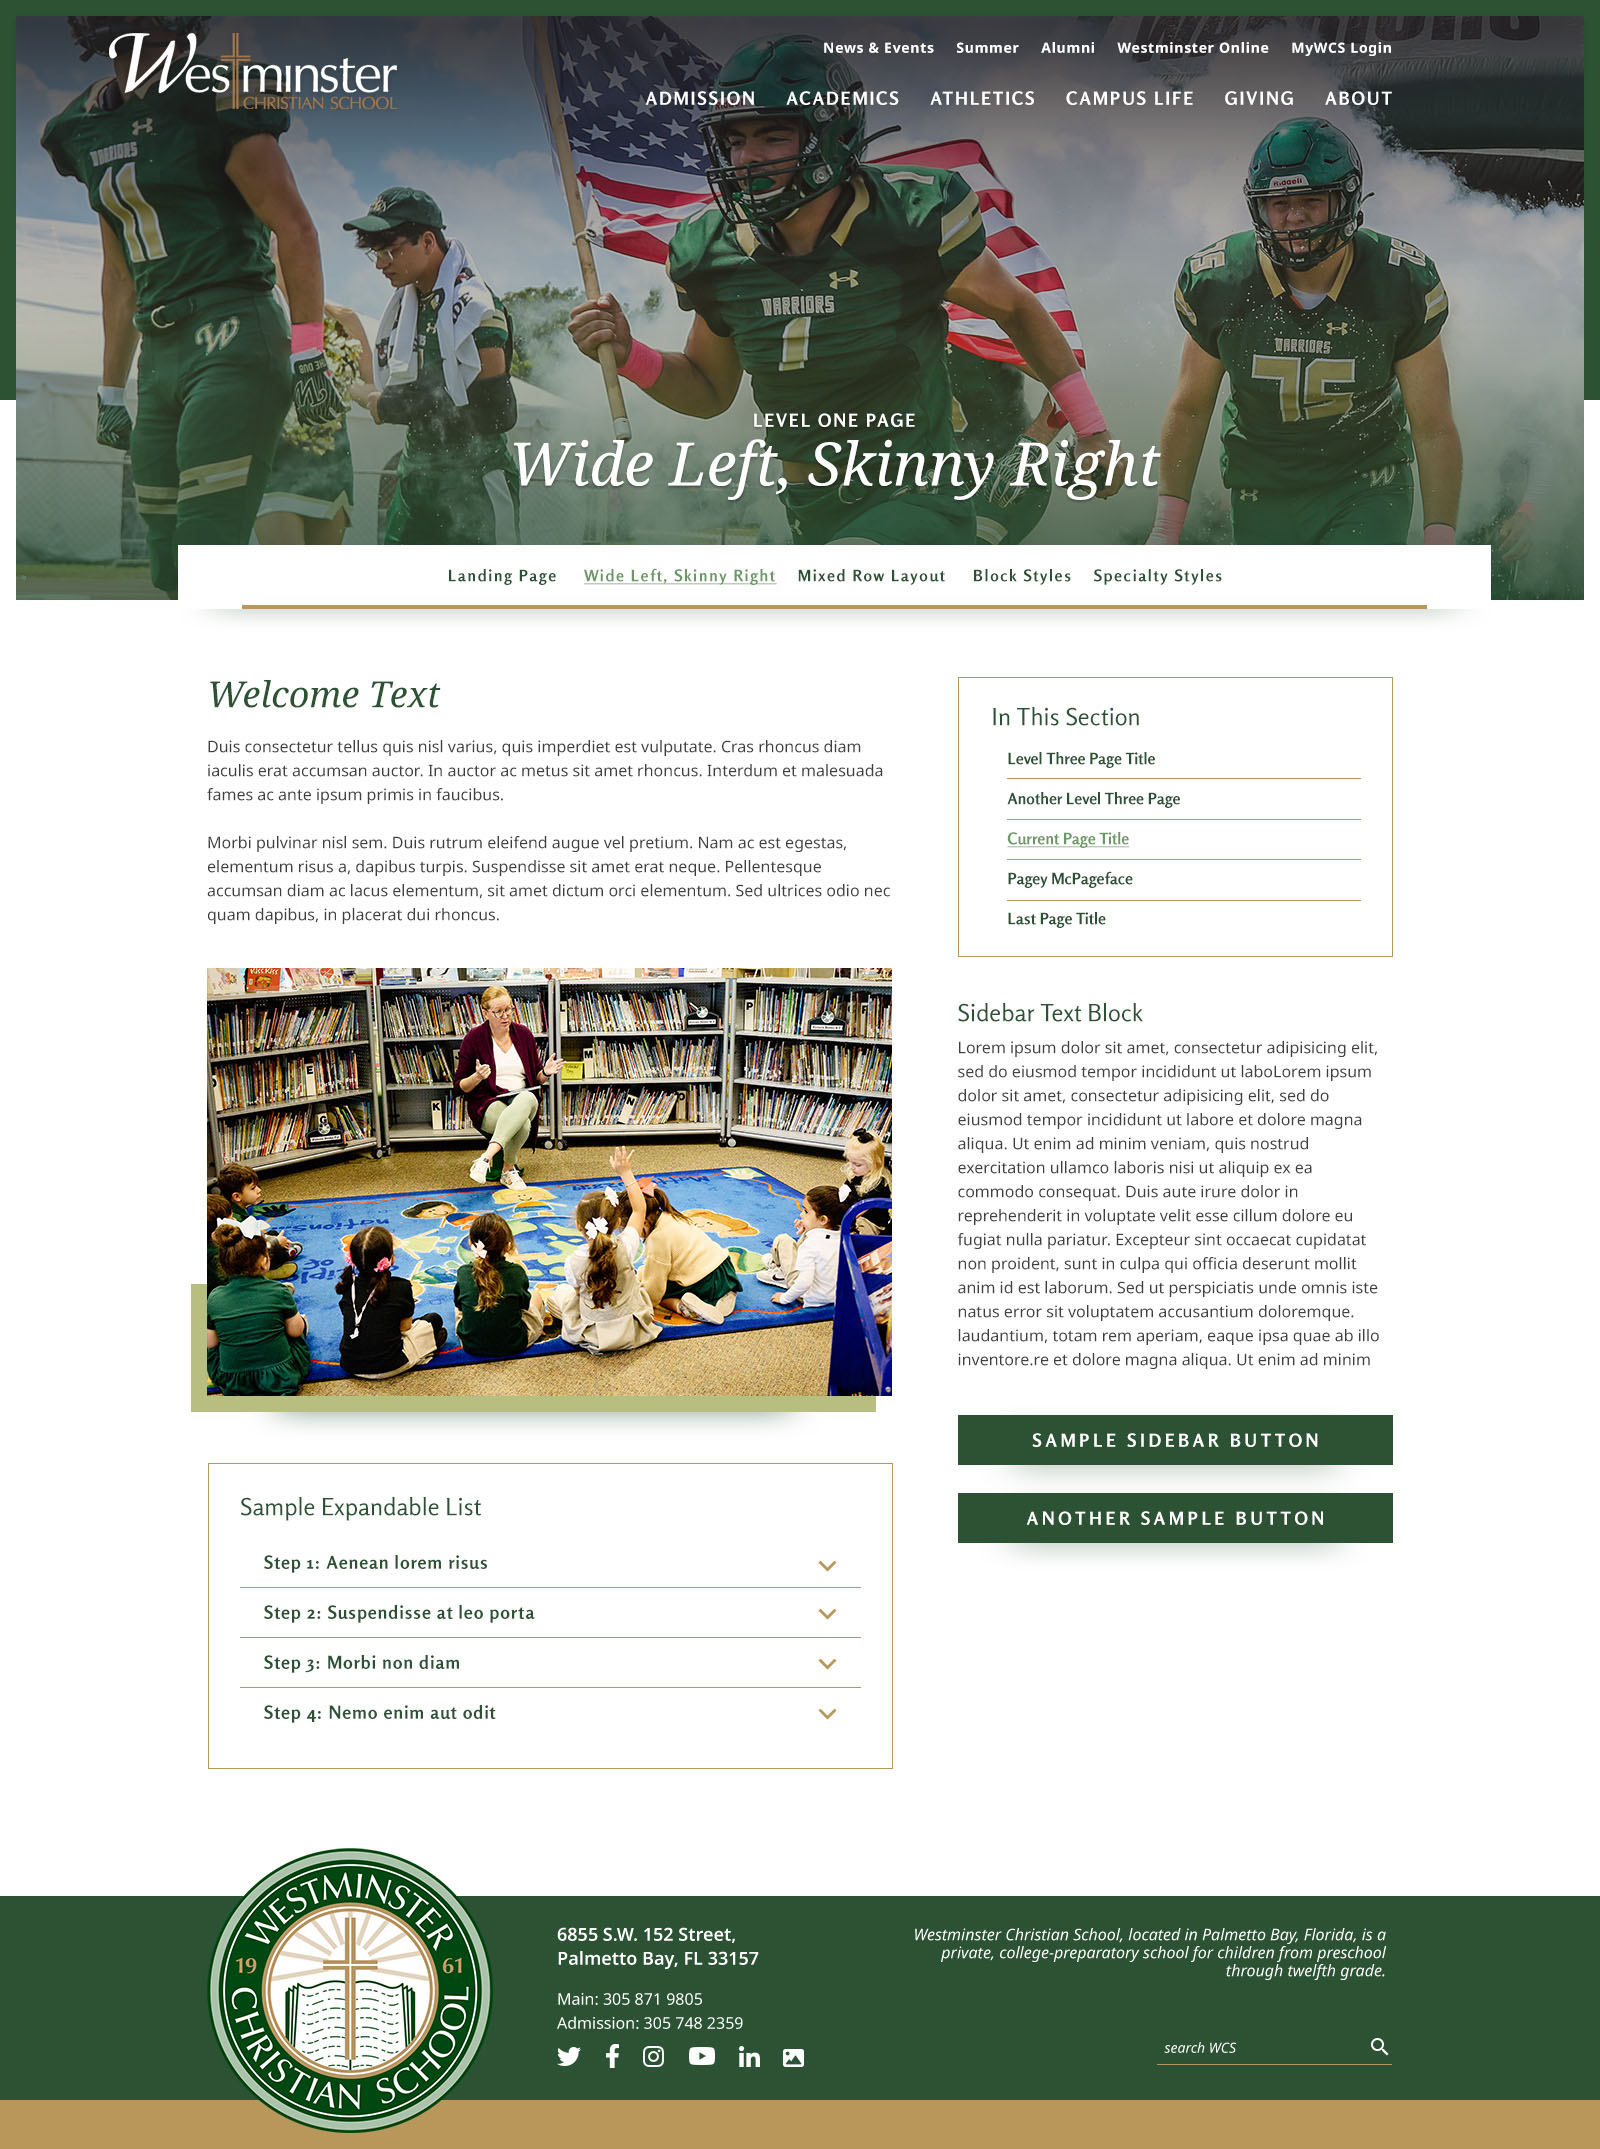 Westminster
CHRISTIAN SCHOOL
News & Events Summer Alumni Westminster Online MyWCS Login
ADMISSION ACADEMICS ATHLETICS CAMPUS LIFE GIVING ABOUT
WARRIORS
11
Riddell
WARRIORS
1
WARRIORS
75
75
75
W
W
LEVEL ONE PAGE
Wide Left, Skinny Right
Landing Page Wide Left, Skinny Right Mixed Row Layout Block Styles Specialty Styles
Welcome Text
Duis consectetur tellus quis nisl varius, quis imperdiet est vulputate. Cras rhoncus diam
iaculis erat accumsan auctor. In auctor ac metus sit amet rhoncus. Interdum et malesuada
fames ac ante ipsum primis in faucibus.
Morbi pulvinar nisl sem. Duis rutrum eleifend augue vel pretium. Nam ac est egestas,
elementum risus a, dapibus turpis. Suspendisse sit amet erat neque. Pellentesque
accumsan diam ac lacus elementum, sit amet dictum orci elementum. Sed ultrices odio nec
quam dapibus, in placerat dui rhoncus.
Sample Expandable List
Step 1: Aenean lorem risus
Step 2: Suspendisse at leo porta
Step 3: Morbi non diam
Step 4: Nemo enim aut odit
In This Section
Level Three Page Title
Another Level Three Page
Current Page Title
Pagey McPageface
Last Page Title
Sidebar Text Block
Lorem ipsum dolor sit amet, consectetur adipisicing elit,
sed do eiusmod tempor incididunt ut laboLorem ipsum
dolor sit amet, consectetur adipisicing elit, sed do
eiusmod tempor incididunt ut labore et dolore magna
aliqua. Ut enim ad minim veniam, quis nostrud
exercitation ullamco laboris nisi ut aliquip ex ea
commodo consequat. Duis aute irure dolor in
reprehenderit in voluptate velit esse cillum dolore eu
fugiat nulla pariatur. Excepteur sint occaecat cupidatat
non proident, sunt in culpa qui officia deserunt mollit
anim id est laborum. Sed ut perspiciatis unde omnis iste
natus error sit voluptatem accusantium doloremque.
laudantium, totam rem aperiam, eaque ipsa quae ab illo
inventore.re et dolore magna aliqua. Ut enim ad minim
SAMPLE SIDEBAR BUTTON
ANOTHER SAMPLE BUTTON
WESTMINSTER
19 61
CHRISTIAN SCHOOL
6855 S.W. 152 Street,
Palmetto Bay, FL 33157
Main: 305 871 9805
Admission: 305 748 2359
Westminster Christian School, located in Palmetto Bay, Florida, is a
private, college-preparatory school for children from preschool
through twelfth grade.
search WCS